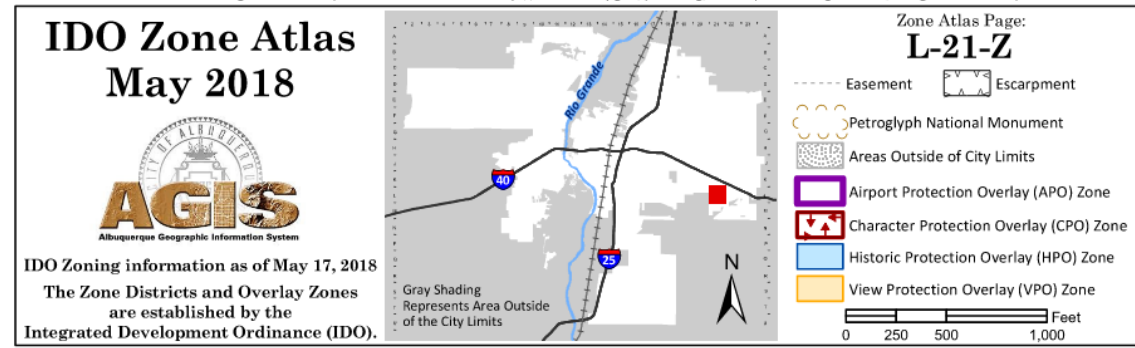 IDO Zone Atlas
May 2018
CITY OF ALBUQUERQUE
AGIS
Albuquerque Geographic Information System
IDO Zoning information as of May 17, 2018
The Zone Districts and Overlay Zones
are established by the
Integrated Development Ordinance (IDO).
Rio Grande
40
25
N
Gray Shading
Represents Area Outside
of the City Limits
Zone Atlas Page:
L-21-Z
Easement
Escarpment
Petroglyph National Monument
Areas Outside of City Limits
Airport Protection Overlay (APO) Zone
Character Protection Overlay (CPO) Zone
Historic Protection Overlay (HPO) Zone
View Protection Overlay (VPO) Zone
Feet
0 250 500 1,000